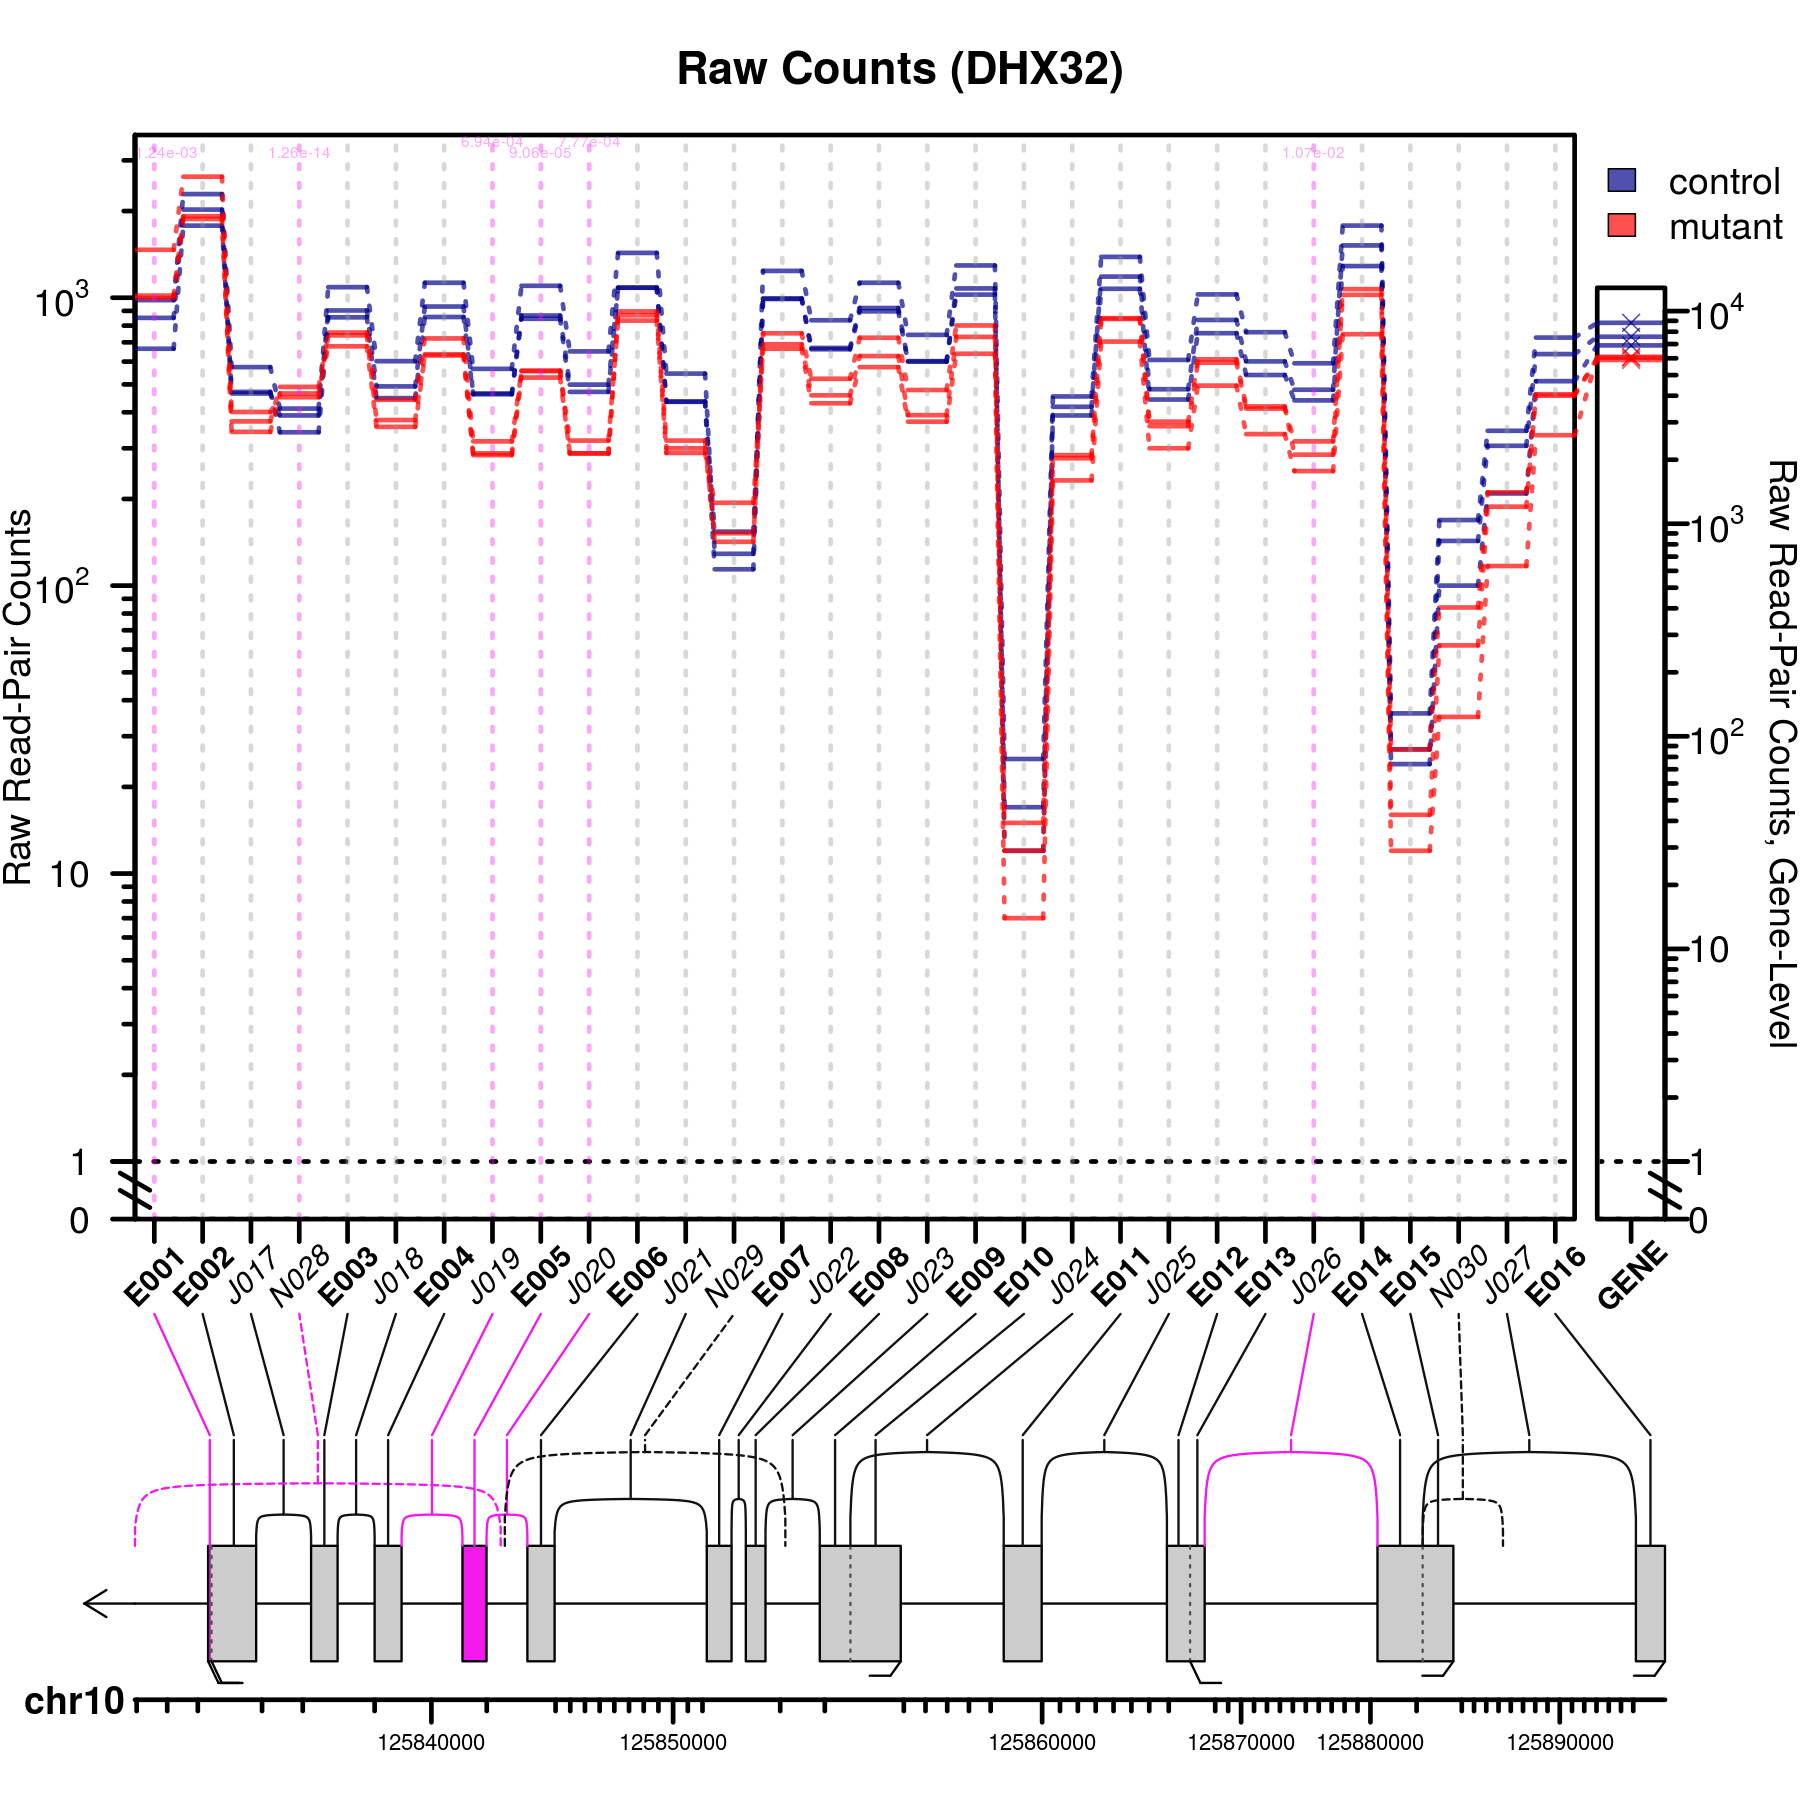 Raw Counts (DHX32)
1.24e-03 1.26e-14 6.94e-04 9.06e-05 7.77e-04 1.07e-02
control
mutant
Raw Read-Pair Counts
10³
10²
10
1
0
10⁴
10³
10²
10
1
0
Raw Read-Pair Counts, Gene-Level
E001 E002 J017 N028 E003 J018 E004 J019 E005 J020 E006 J021 N029 E007 J022 E008 J023 E009 E010 J024 E011 J025 E012 E013 J026 E014 E015 N030 J027 E016 GENE
chr10
125840000 125850000 125860000 125870000 125880000 125890000